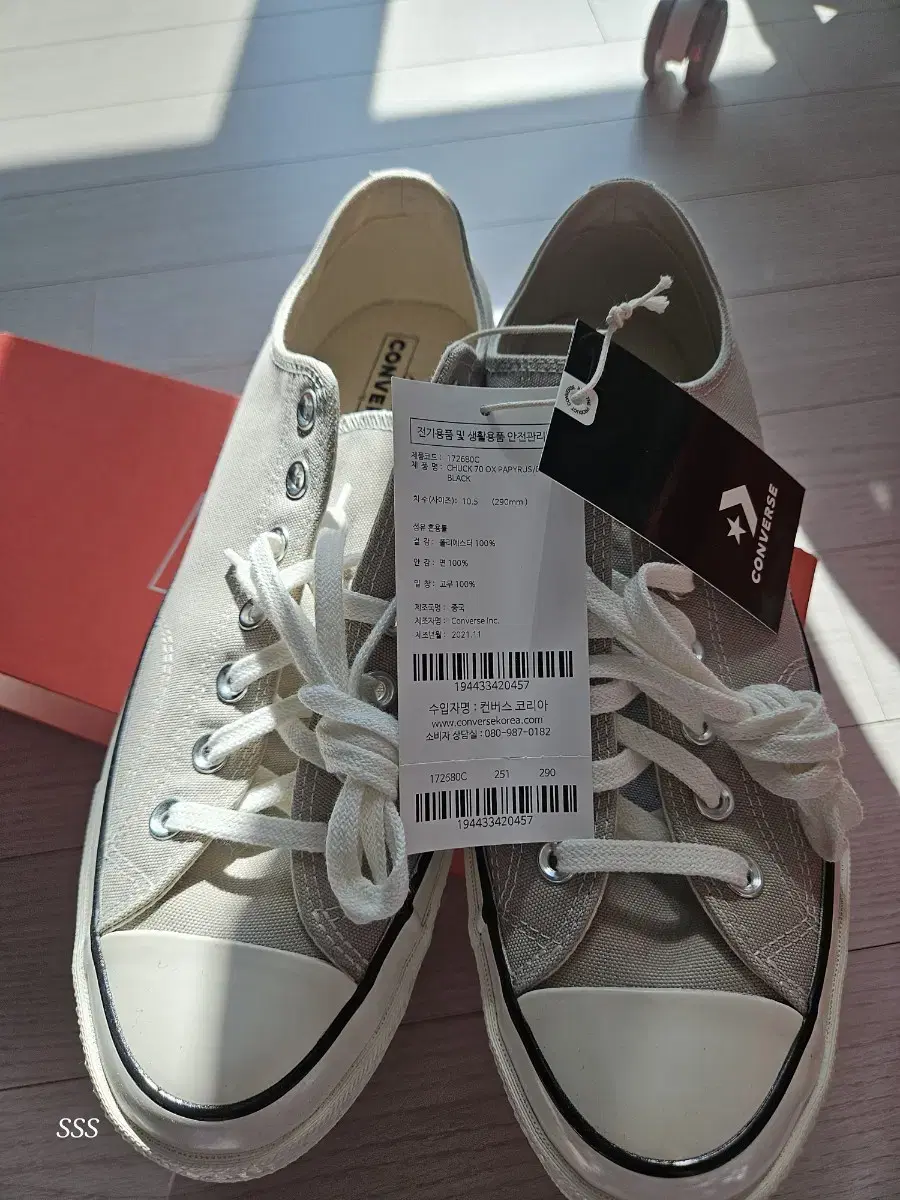 CONVER
전기용품 및 생활용품 안전관리
제품코드 : 172680C
제 품 명 : CHUCK 70 OX PAPYRUS/
BLACK
치 수 (사이즈) : 10.5 (290mm)
섬유 혼용률
겉 감 : 폴리에스터 100%
안 감 : 면 100%
밑 창 : 고무 100%
제조국명 : 중국
제조자명 : Converse Inc.
제조년월 : 2021.11
194433420457
수입자명 : 컨버스 코리아
www.conversekorea.com
소비자 상담실 : 080-987-0182
172680C 251 290
194433420457
CONVERSE
SSS